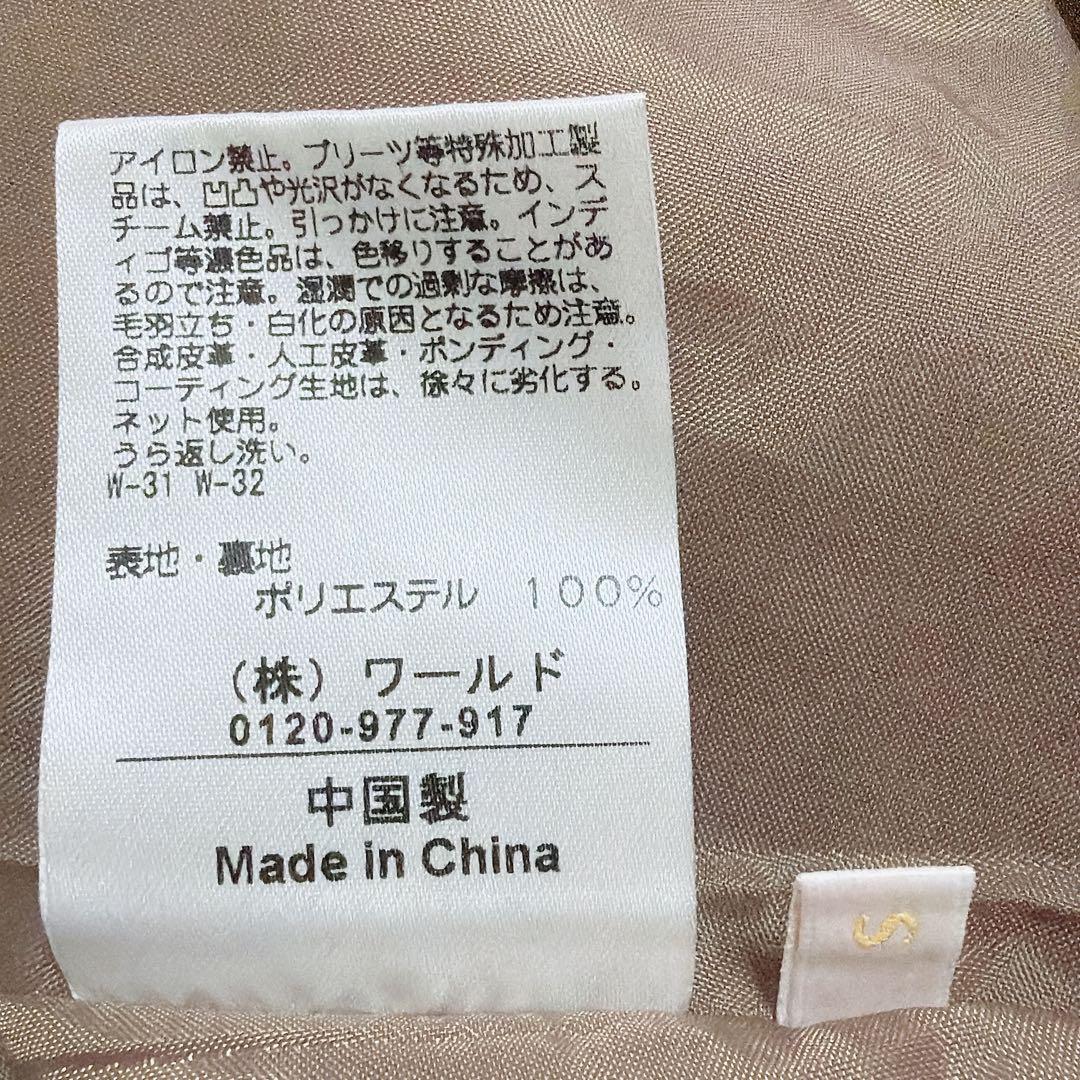 アイロン禁止。プリーツ等特殊加工製
品は、凹凸や光沢がなくなるため、ス
チーム禁止。引っかけに注意。インデ
ィゴ等濃色品は、色移りすることがあ
るので注意。湿潤での過剰な摩擦は、
毛羽立ち・白化の原因となるため注意。
合成皮革・人工皮革・ボンディング・
コーティング生地は、徐々に劣化する。
ネット使用。
うら返し洗い。
W-31 W-32
表地・裏地
ポリエステル 100%
(株) ワールド
0120-977-917
中国製
Made in China
S